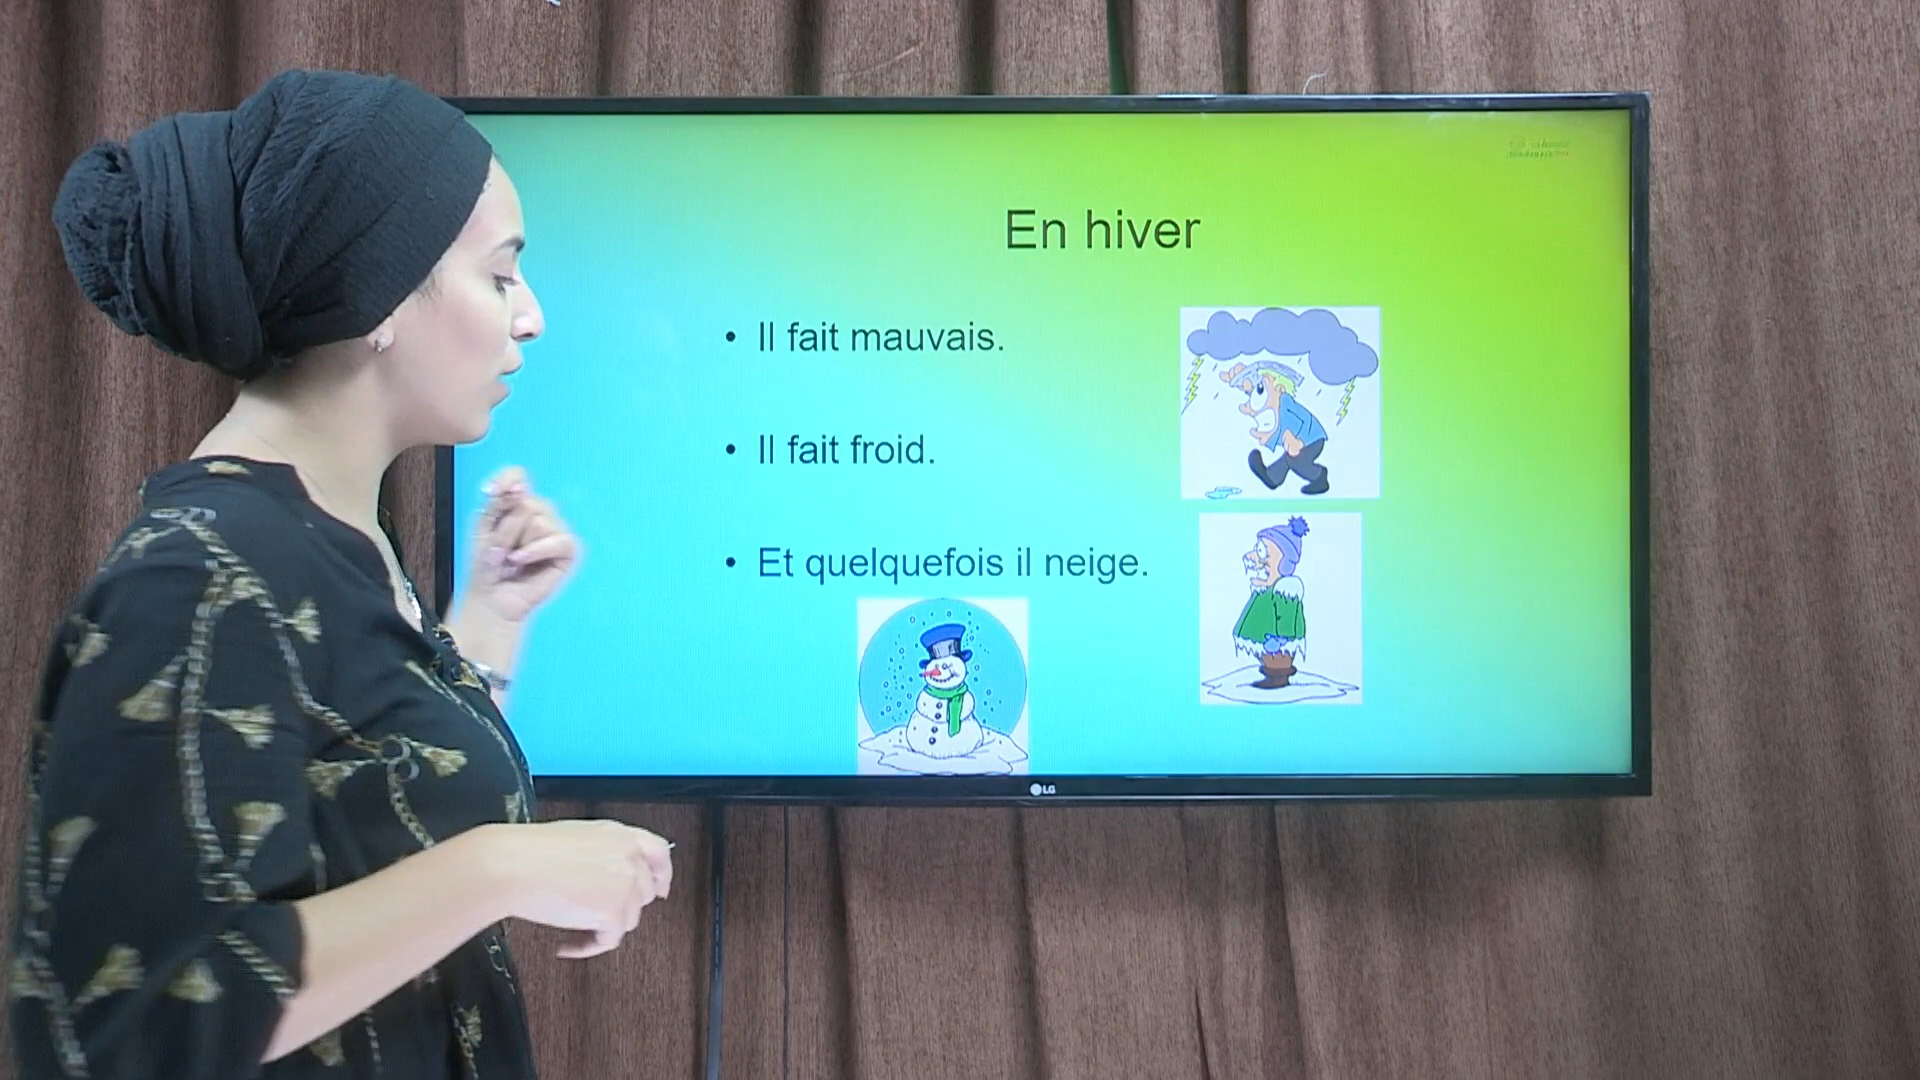 En hiver
• Il fait mauvais.
• Il fait froid.
• Et quelquefois il neige.
LG